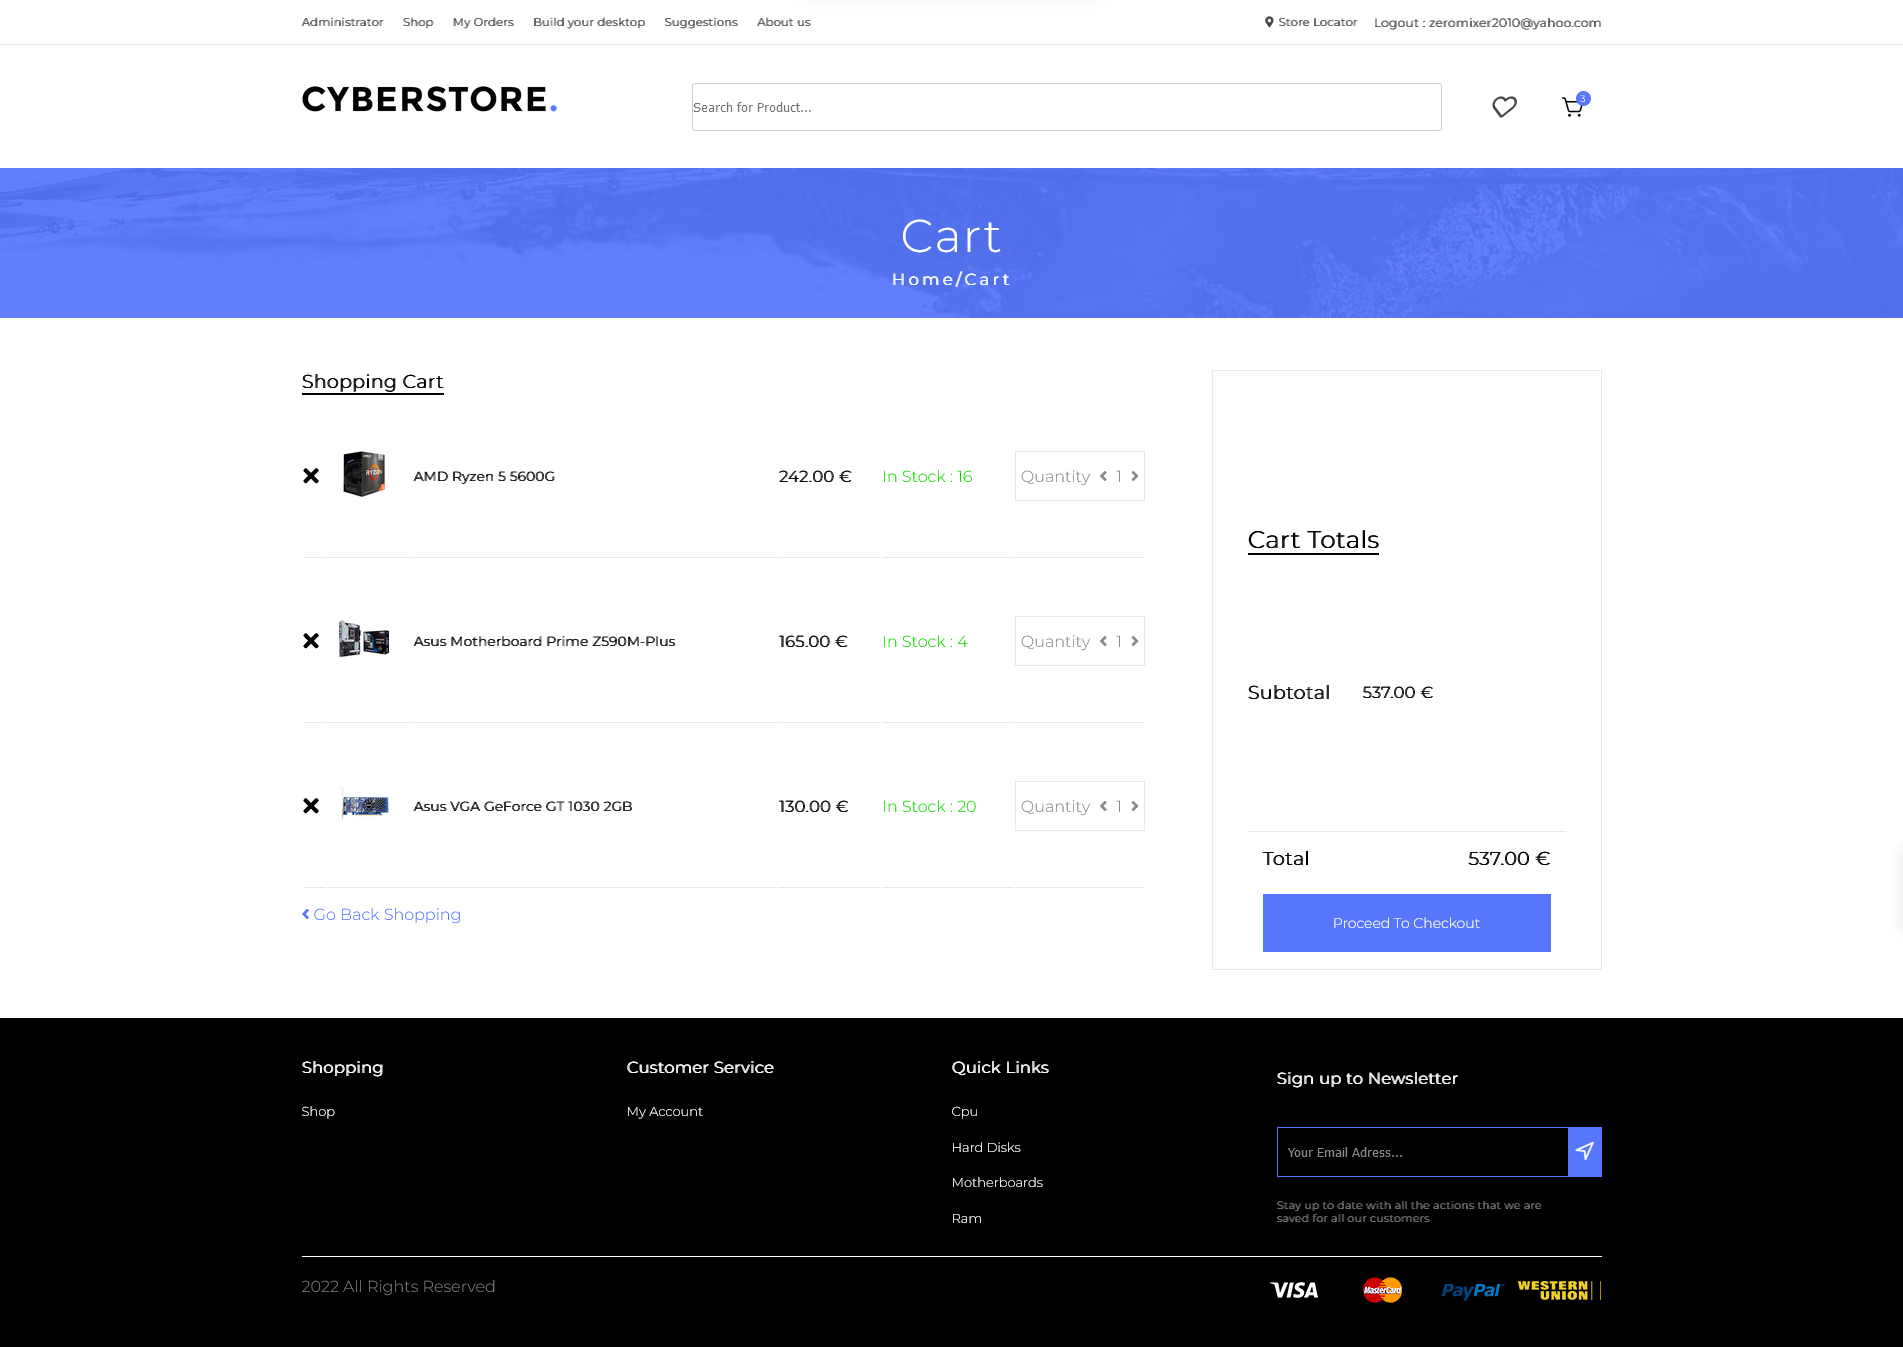 Administrator Shop My Orders Build your desktop Suggestions About us Store Locator Logout : zeromixer2010@yahoo.com
CYBERSTORE.
Search for Product...
3
Cart
Home/Cart
Shopping Cart
AMD Ryzen 5 5600G 242.00 € In Stock : 16 Quantity 1
Asus Motherboard Prime Z590M-Plus 165.00 € In Stock : 4 Quantity 1
Asus VGA GeForce GT 1030 2GB 130.00 € In Stock : 20 Quantity 1
Go Back Shopping
Cart Totals
Subtotal 537.00 €
Total 537.00 €
Proceed To Checkout
Shopping
Shop
Customer Service
My Account
Quick Links
Cpu
Hard Disks
Motherboards
Ram
Sign up to Newsletter
Your Email Adress...
Stay up to date with all the actions that we are
saved for all our customers
2022 All Rights Reserved
VISA
MasterCard
PayPal
WESTERN
UNION